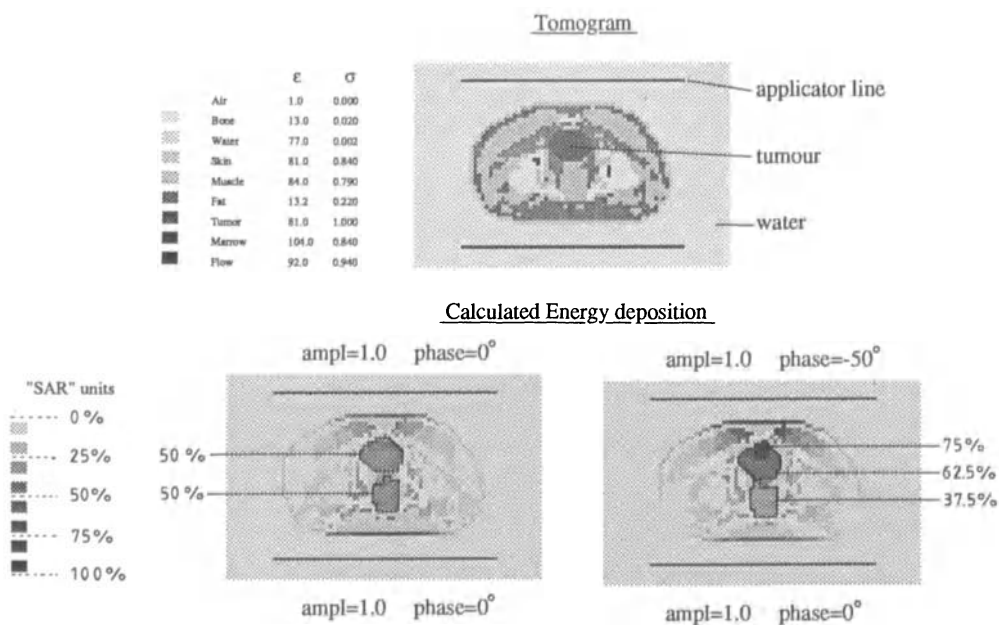 Tomogram
ε σ
Air 1.0 0.000
Bone 13.0 0.020
Water 77.0 0.002
Skin 81.0 0.840
Muscle 84.0 0.790
Fat 13.2 0.220
Tumor 81.0 1.000
Marrow 104.0 0.840
Flow 92.0 0.940
applicator line
tumour
water
Calculated Energy deposition
ampl=1.0 phase=0°
ampl=1.0 phase=-50°
"SAR" units
0%
25%
50%
75%
100%
50%
50%
75%
62.5%
37.5%
ampl=1.0 phase=0°
ampl=1.0 phase=0°